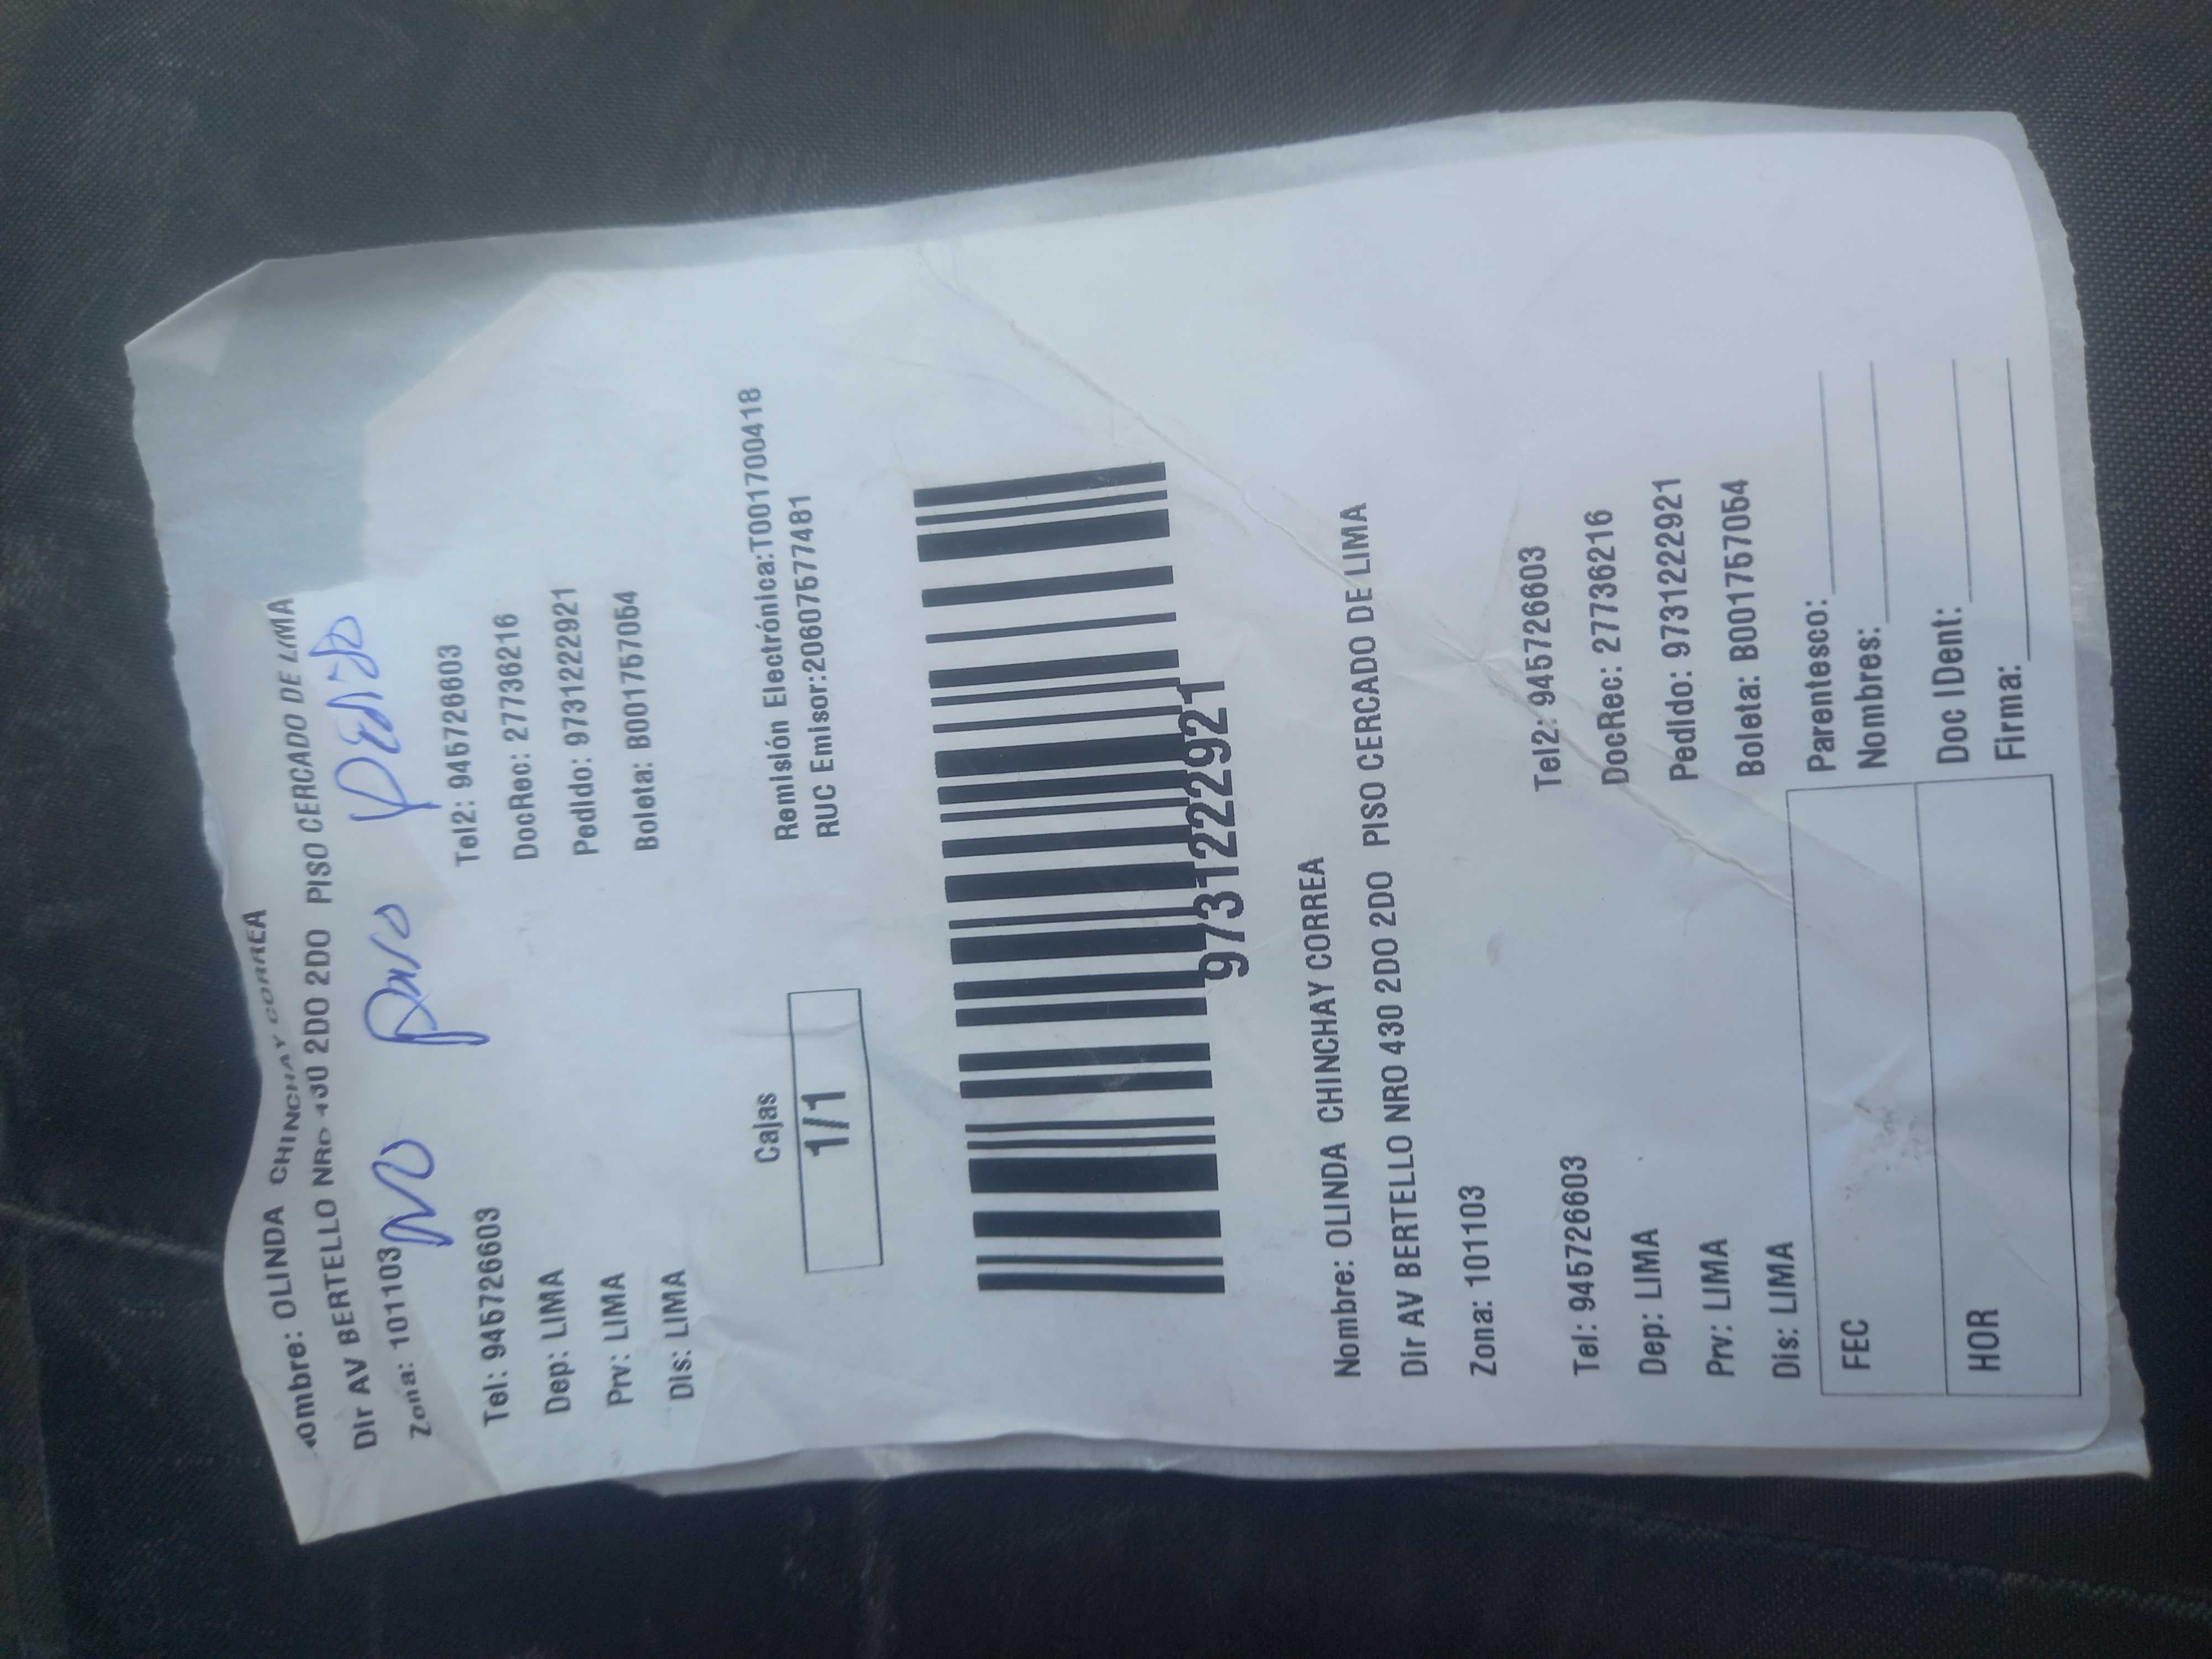 Nombre: OLINDA CHINCHAY CORREA
Dir AV BERTELLO NRO 430 2DO 2DO PISO CERCADO DE LIMA
Zona: 101103
NO
Tel: 945726603 Tel2: 945726603
Dep: LIMA DocRec: 27736216
Prv: LIMA Pedido: 973122292​1
Dis: LIMA Boleta: B001757054
Cajas
1/1
Remisión Electrónica:T001700418
RUC Emisor:20607577481
9731222921
Nombre: OLINDA CHINCHAY CORREA
Dir AV BERTELLO NRO 430 2DO 2DO PISO CERCADO DE LIMA
Zona: 101103
Tel: 945726603 Tel2: 945726603
Dep: LIMA DocRec: 27736216
Prv: LIMA Pedido: 9731222921
Dis: LIMA Boleta: B001757054
FEC Parentesco:
Nombres:
HOR Doc IDent:
Firma: